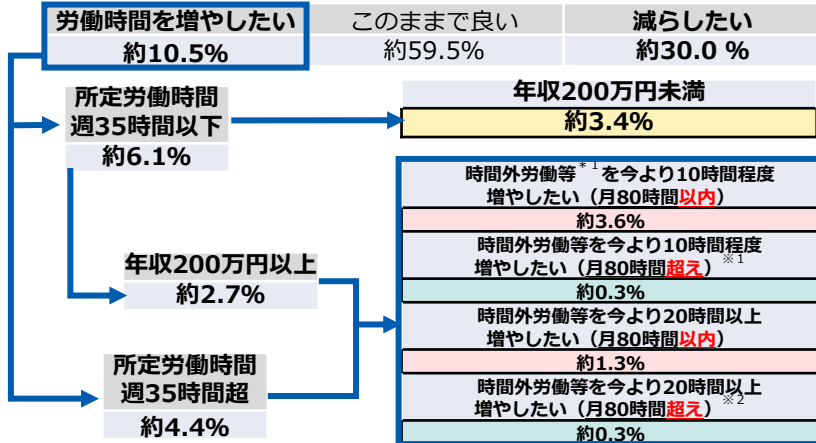 労働時間を増やしたい
約10.5%
このままで良い
約59.5%
減らしたい
約30.0 %
所定労働時間
週35時間以下
約6.1%
年収200万円未満
約3.4%
年収200万円以上
約2.7%
所定労働時間
週35時間超
約4.4%
時間外労働等*1を今より10時間程度
増やしたい（月80時間以内）
約3.6%
時間外労働等を今より10時間程度
増やしたい（月80時間超え）※1
約0.3%
時間外労働等を今より20時間以上
増やしたい（月80時間以内）
約1.3%
時間外労働等を今より20時間以上
増やしたい（月80時間超え）※2
約0.3%